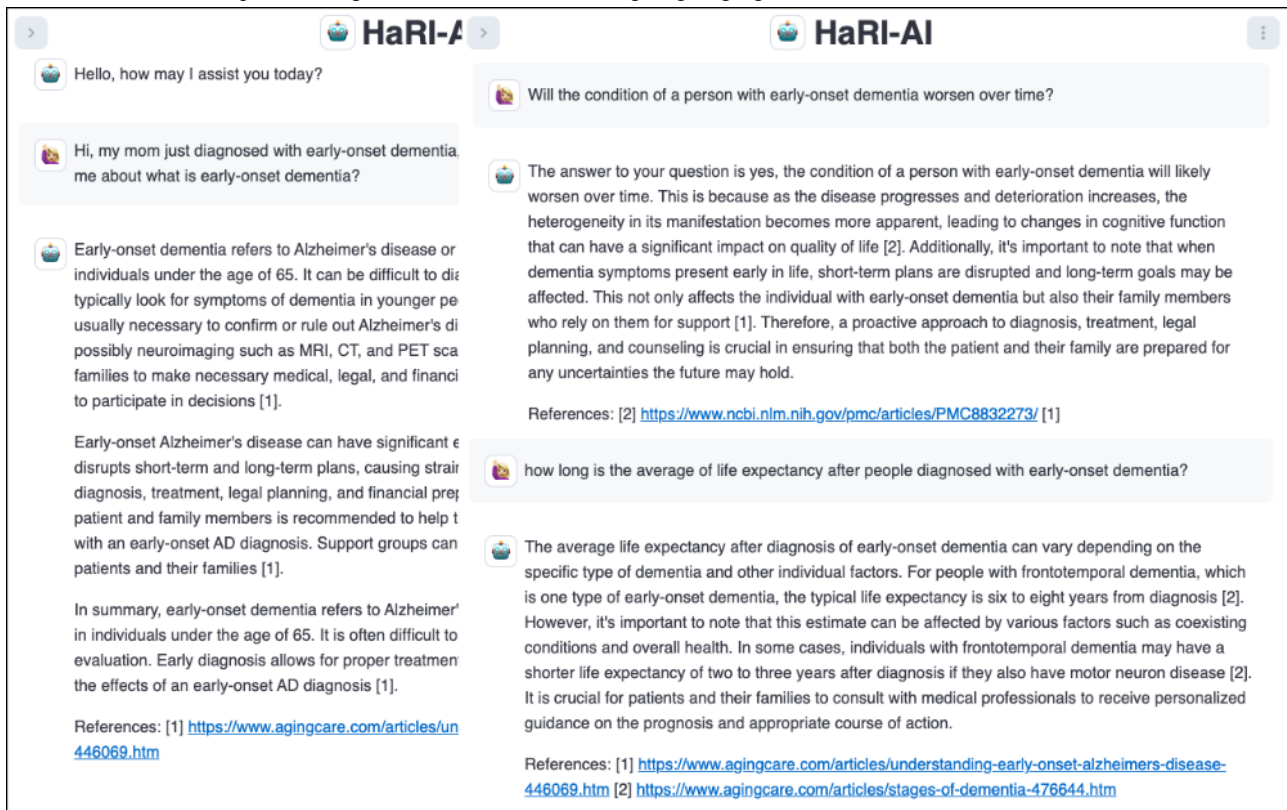 HaRI-A
Hello, how may I assist you today?
Hi, my mom just diagnosed with early-onset dementia,
me about what is early-onset dementia?
Early-onset dementia refers to Alzheimer's disease or
individuals under the age of 65. It can be difficult to dia
typically look for symptoms of dementia in younger pe
usually necessary to confirm or rule out Alzheimer's di
possibly neuroimaging such as MRI, CT, and PET sca
families to make necessary medical, legal, and financi
to participate in decisions [1].
Early-onset Alzheimer's disease can have significant e
disrupts short-term and long-term plans, causing strain
diagnosis, treatment, legal planning, and financial prep
patient and family members is recommended to help t
with an early-onset AD diagnosis. Support groups can
patients and their families [1].
In summary, early-onset dementia refers to Alzheimer'
in individuals under the age of 65. It is often difficult to
evaluation. Early diagnosis allows for proper treatmen
the effects of an early-onset AD diagnosis [1].
References: [1] https://www.agingcare.com/articles/un
446069.htm
HaRI-AI
Will the condition of a person with early-onset dementia worsen over time?
The answer to your question is yes, the condition of a person with early-onset dementia will likely
worsen over time. This is because as the disease progresses and deterioration increases, the
heterogeneity in its manifestation becomes more apparent, leading to changes in cognitive function
that can have a significant impact on quality of life [2]. Additionally, it's important to note that when
dementia symptoms present early in life, short-term plans are disrupted and long-term goals may be
affected. This not only affects the individual with early-onset dementia but also their family members
who rely on them for support [1]. Therefore, a proactive approach to diagnosis, treatment, legal
planning, and counseling is crucial in ensuring that both the patient and their family are prepared for
any uncertainties the future may hold.
References: [2] https://www.ncbi.nlm.nih.gov/pmc/articles/PMC8832273/ [1]
how long is the average of life expectancy after people diagnosed with early-onset dementia?
The average life expectancy after diagnosis of early-onset dementia can vary depending on the
specific type of dementia and other individual factors. For people with frontotemporal dementia, which
is one type of early-onset dementia, the typical life expectancy is six to eight years from diagnosis [2].
However, it's important to note that this estimate can be affected by various factors such as coexisting
conditions and overall health. In some cases, individuals with frontotemporal dementia may have a
shorter life expectancy of two to three years after diagnosis if they also have motor neuron disease [2].
It is crucial for patients and their families to consult with medical professionals to receive personalized
guidance on the prognosis and appropriate course of action.
References: [1] https://www.agingcare.com/articles/understanding-early-onset-alzheimers-disease-
446069.htm [2] https://www.agingcare.com/articles/stages-of-dementia-476644.htm